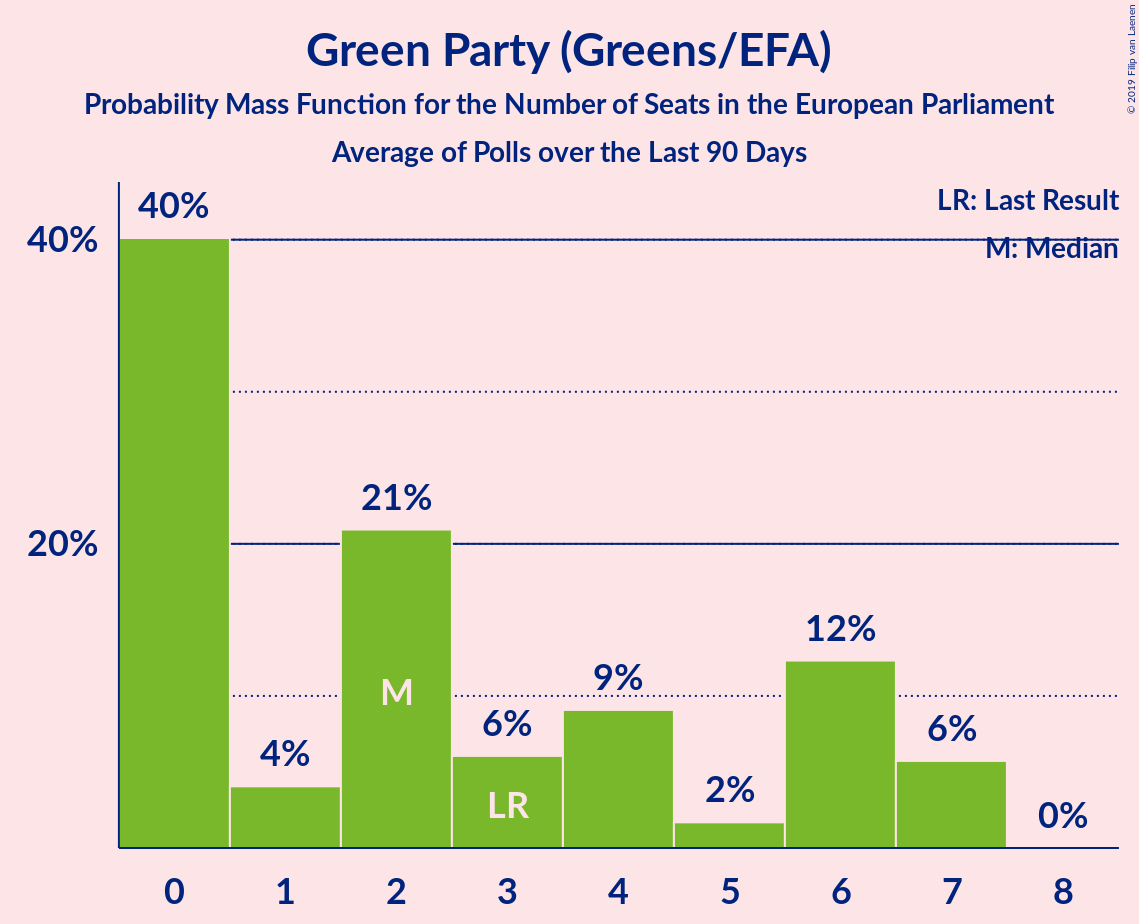 Green Party (Greens/EFA)
Probability Mass Function for the Number of Seats in the European Parliament
Average of Polls over the Last 90 Days
© 2019 Filip van Laenen
LR: Last Result
M: Median
40%
40%
20%
4%
21%
6%
9%
2%
12%
6%
0%
M
LR
0 1 2 3 4 5 6 7 8